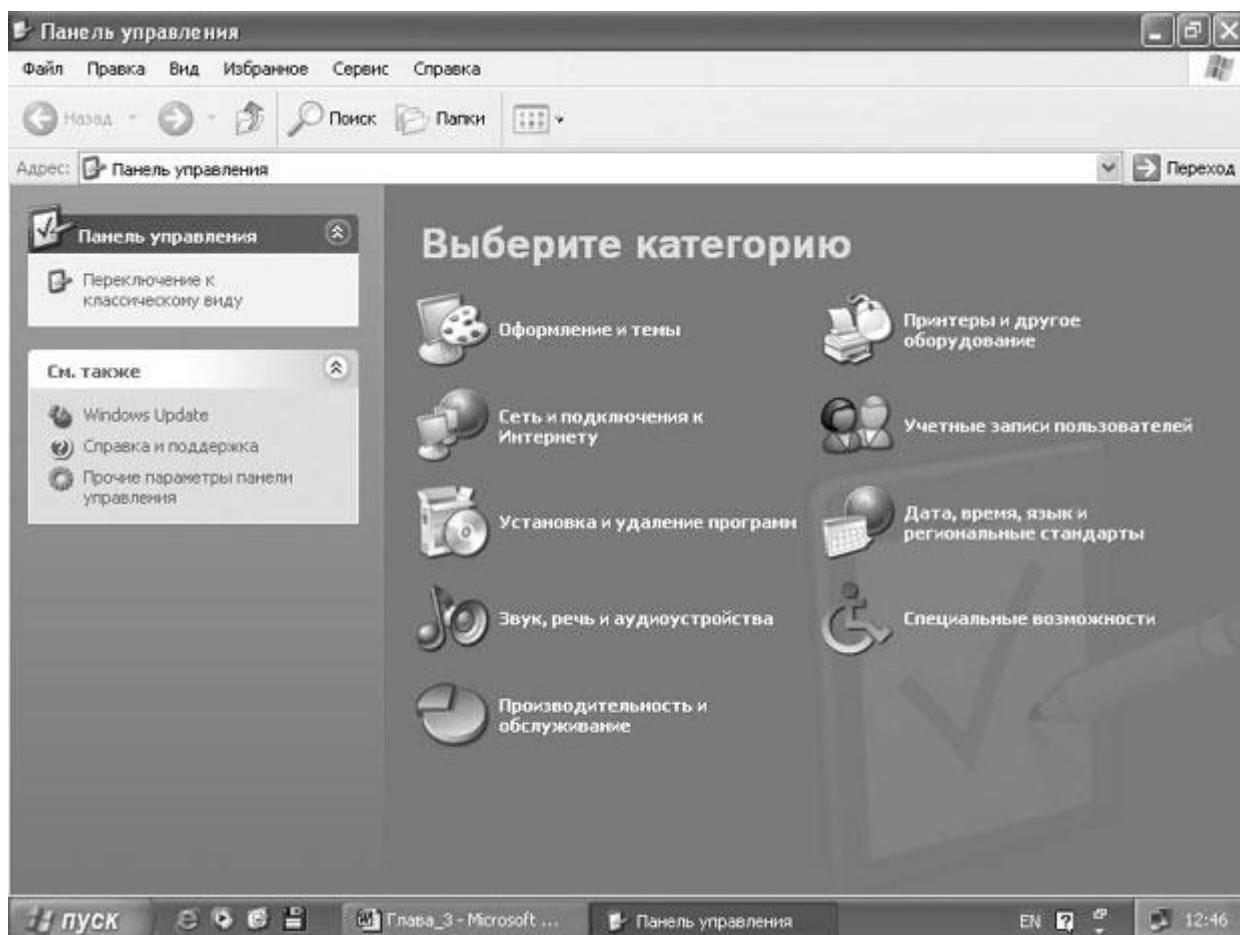 Панель управления
Файл Правка Вид Избранное Сервис Справка
Назад Поиск Папки
Адрес: Панель управления Переход
Панель управления
Переключение к
классическому виду
См. также
Windows Update
Справка и поддержка
Прочие параметры панели
управления
Выберите категорию
Оформление и темы
Принтеры и другое
оборудование
Сеть и подключения к
Интернету
Учетные записи пользователей
Установка и удаление программ
Дата, время, язык и
региональные стандарты
Звук, речь и аудиоустройства
Специальные возможности
Производительность и
обслуживание
пуск Глава_3 - Microsoft ... Панель управления EN 12:46